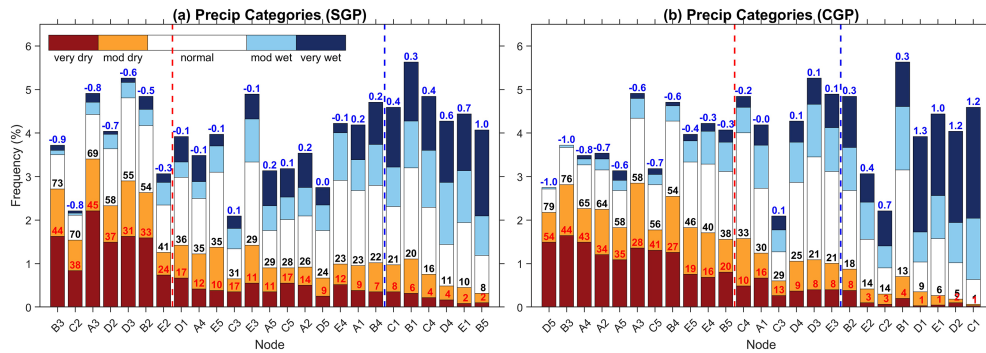 (a) Precip Categories (SGP)
very dry mod dry normal mod wet very wet
Frequency (%)
6
5
4
3
2
1
0
-0.9 -0.8 -0.8 -0.7 -0.6 -0.5 -0.3 -0.1 -0.1 -0.1 0.1 -0.1 0.1 0.1 0.2 0.0 -0.1 0.2 0.2 0.4 0.3 0.4 0.6 0.7 1.0
73 70 69 58 55 54 41 36 35 35 31 29 29 28 28 24 23 23 22 21 20 16 11 10 8
44 38 45 37 31 33 24 17 12 10 17 11 11 17 14 9 12 9 7 8 6 4 4 2 2
B3 C2 A3 D2 D3 B2 E2 D1 A4 E5 C3 E3 A5 C5 A2 D5 E4 A1 B4 C1 B1 C4 D4 E1 B5
Node
(b) Precip Categories (CGP)
6
5
4
3
2
1
0
-1.0 -1.0 -0.8 -0.7 -0.6 -0.6 -0.7 -0.6 -0.4 -0.3 -0.3 -0.2 -0.0 0.1 0.1 0.1 -0.1 0.3 0.4 0.7 0.3 1.3 1.0 1.2 1.2
79 76 65 64 58 58 56 54 46 40 38 33 30 29 25 21 21 18 14 14 13 9 6
54 44 43 34 35 28 41 27 19 16 20 10 16 13 9 8 8 8 3 3 4 1 1
D5 B3 A4 A2 A5 A3 C5 B4 E5 E4 B5 C4 A1 C3 D4 D3 E3 B2 E2 C2 B1 D1 E1 D2 C1
Node